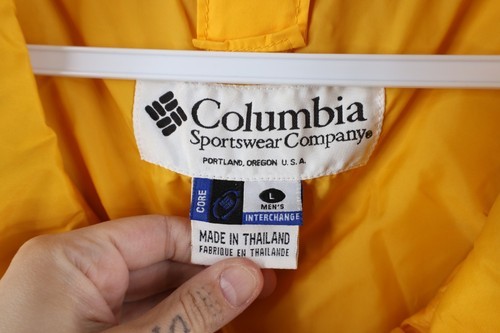 Columbia
Sportswear Company®
PORTLAND, OREGON U.S.A.
CORE
L
MEN'S
INTERCHANGE
MADE IN THAILAND
FABRIQUE EN THAILANDE